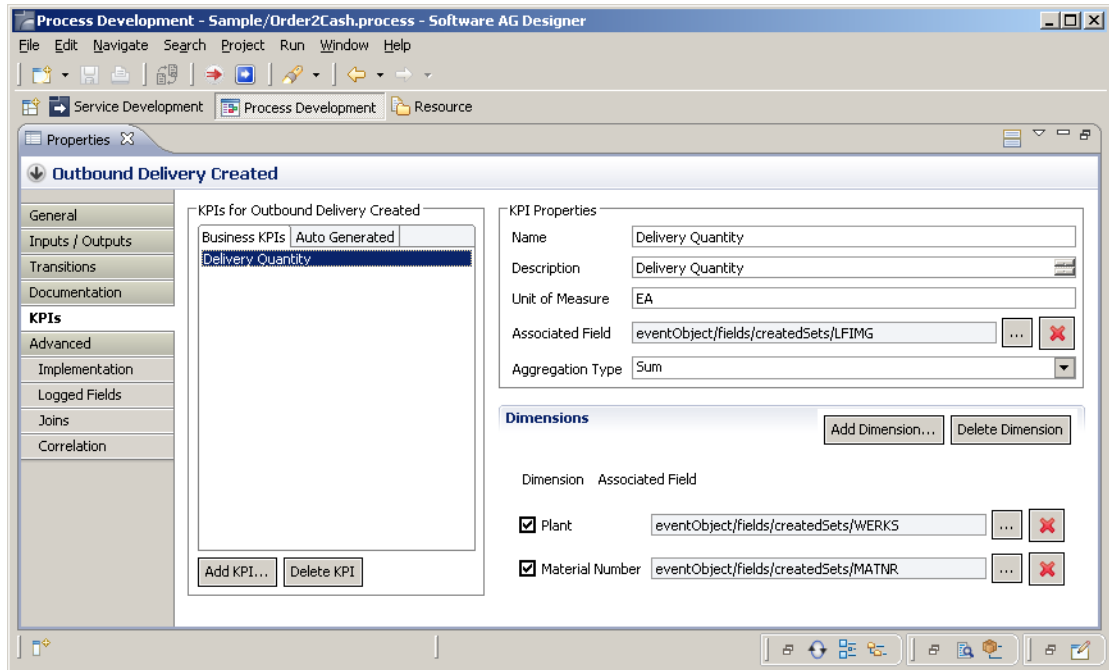 Process Development - Sample/Order2Cash.process - Software AG Designer
File Edit Navigate Search Project Run Window Help
Service Development Process Development Resource
Properties
Outbound Delivery Created
General
Inputs / Outputs
Transitions
Documentation
KPIs
Advanced
Implementation
Logged Fields
Joins
Correlation
KPIs for Outbound Delivery Created
Business KPIs Auto Generated
Delivery Quantity
Add KPI... Delete KPI
KPI Properties
Name Delivery Quantity
Description Delivery Quantity
Unit of Measure EA
Associated Field eventObject/fields/createdSets/LFIMG ...
Aggregation Type Sum
Dimensions
Add Dimension... Delete Dimension
Dimension Associated Field
Plant eventObject/fields/createdSets/WERKS ...
Material Number eventObject/fields/createdSets/MATNR ...